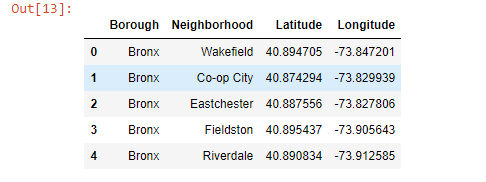 Out[13]:
Borough Neighborhood Latitude Longitude
0 Bronx Wakefield 40.894705 -73.847201
1 Bronx Co-op City 40.874294 -73.829939
2 Bronx Eastchester 40.887556 -73.827806
3 Bronx Fieldston 40.895437 -73.905643
4 Bronx Riverdale 40.890834 -73.912585